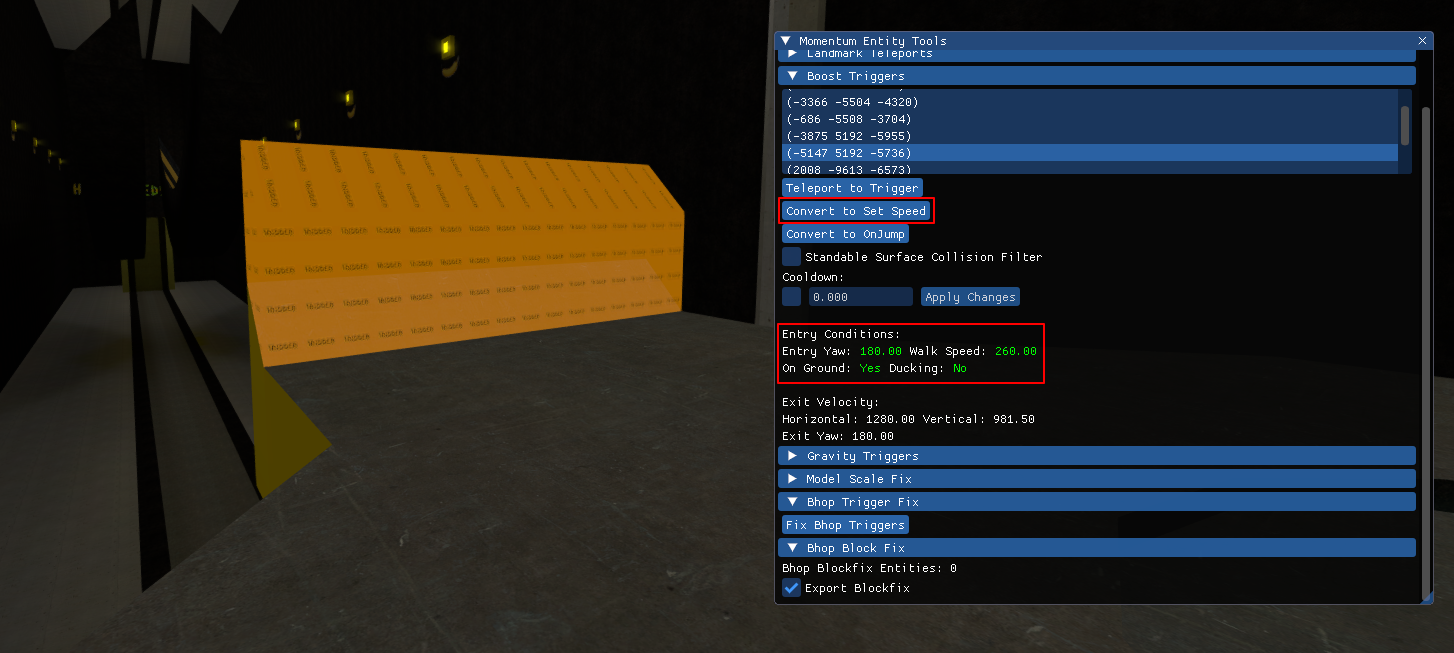 Momentum Entity Tools
Landmark Teleports
Boost Triggers
(-3366 -5504 -4320)
(-686 -5508 -3704)
(-3875 5192 -5955)
(-5147 5192 -5736)
(2008 -9613 -6573)
Teleport to Trigger
Convert to Set Speed
Convert to OnJump
Standable Surface Collision Filter
Cooldown:
0.000 Apply Changes
Entry Conditions:
Entry Yaw: 180.00 Walk Speed: 260.00
On Ground: Yes Ducking: No
Exit Velocity:
Horizontal: 1280.00 Vertical: 981.50
Exit Yaw: 180.00
Gravity Triggers
Model Scale Fix
Bhop Trigger Fix
Fix Bhop Triggers
Bhop Block Fix
Bhop Blockfix Entities: 0
Export Blockfix